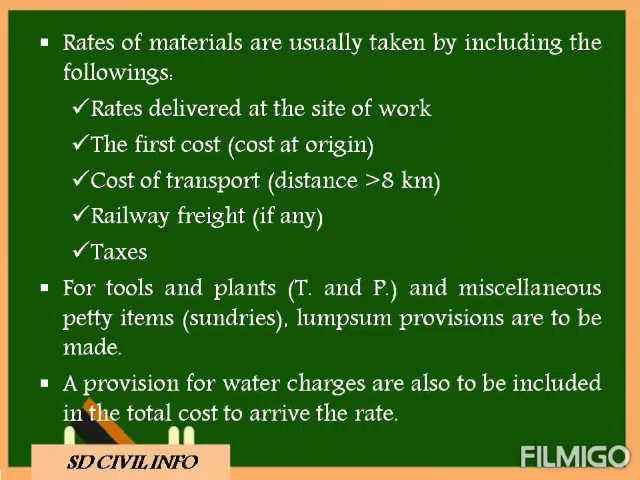 ▪ Rates of materials are usually taken by including the
followings:
✓Rates delivered at the site of work
✓The first cost (cost at origin)
✓Cost of transport (distance >8 km)
✓Railway freight (if any)
✓Taxes
▪ For tools and plants (T. and P.) and miscellaneous
petty items (sundries), lumpsum provisions are to be
made.
▪ A provision for water charges are also to be included
in the total cost to arrive the rate.
SD CIVIL INFO
FILMIGO